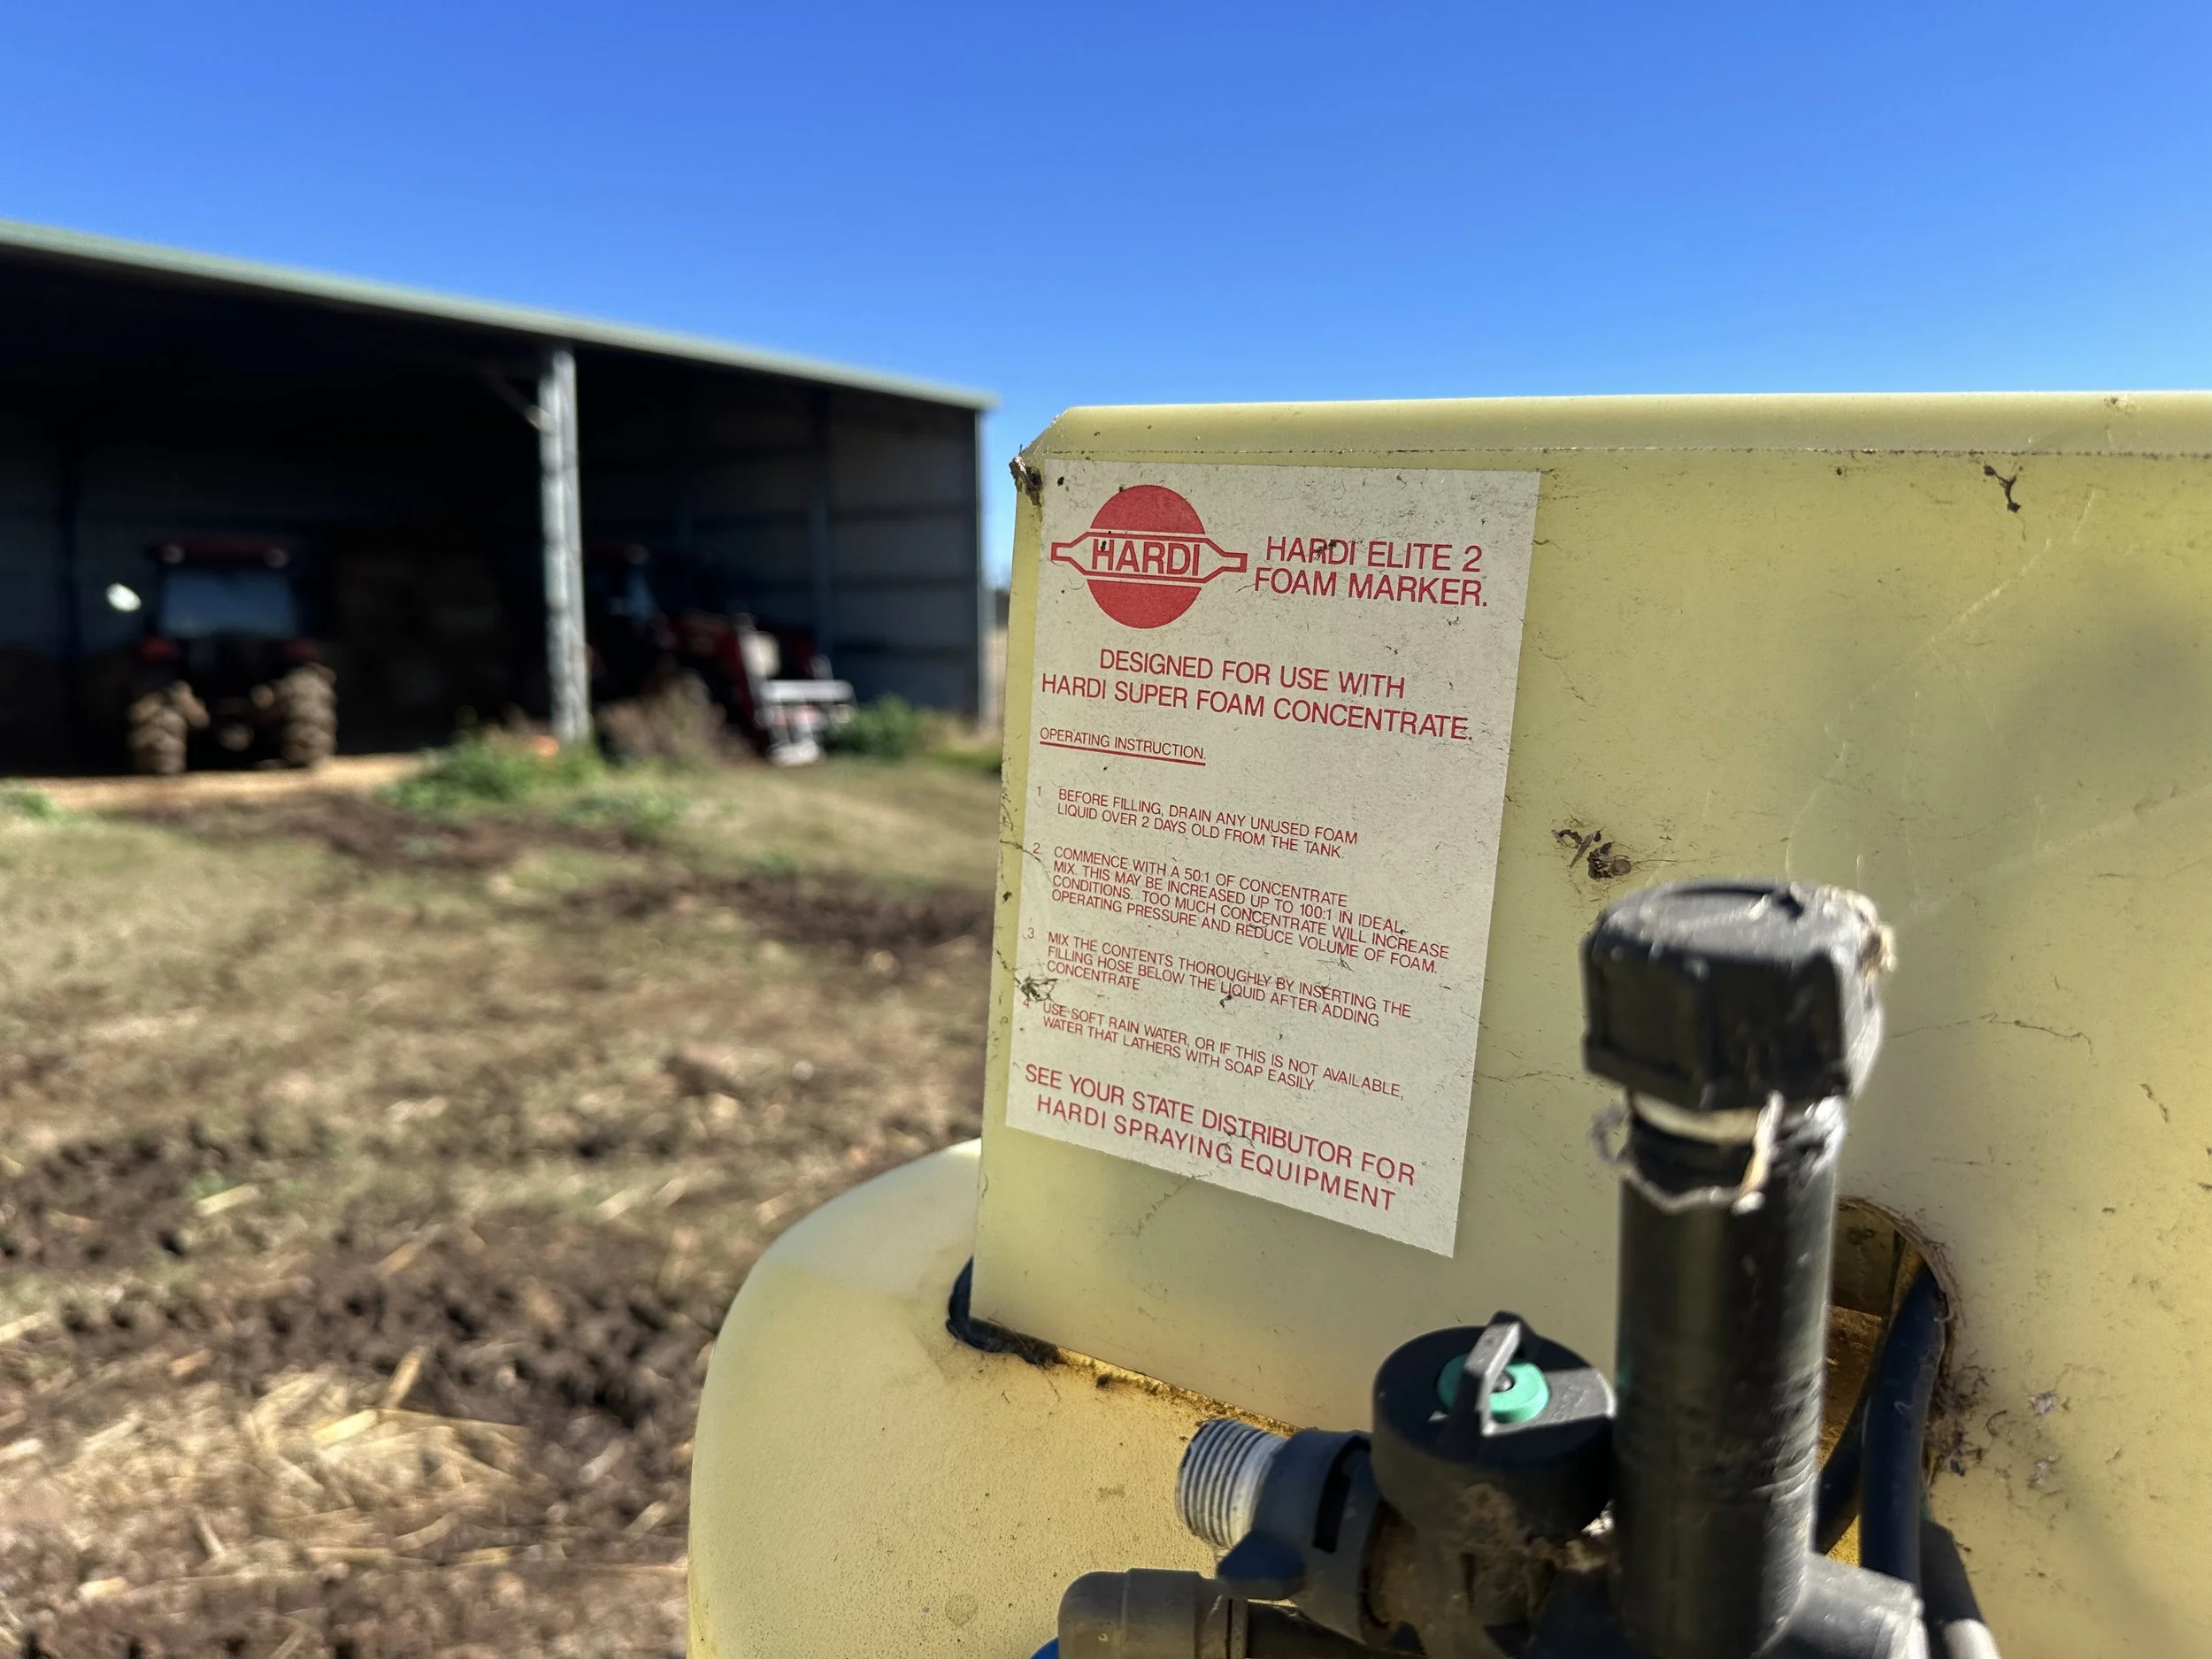 HARDI
HARDI ELITE 2
FOAM MARKER.
DESIGNED FOR USE WITH
HARDI SUPER FOAM CONCENTRATE.
OPERATING INSTRUCTION.
1 BEFORE FILLING, DRAIN ANY UNUSED FOAM
LIQUID OVER 2 DAYS OLD FROM THE TANK.
2 COMMENCE WITH A 50:1 OF CONCENTRATE
MIX. THIS MAY BE INCREASED UP TO 100:1 IN IDEAL
CONDITIONS. TOO MUCH CONCENTRATE WILL INCREASE
OPERATING PRESSURE AND REDUCE VOLUME OF FOAM.
3 MIX THE CONTENTS THOROUGHLY BY INSERTING THE
FILLING HOSE BELOW THE LIQUID AFTER ADDING
CONCENTRATE
4 USE SOFT RAIN WATER, OR IF THIS IS NOT AVAILABLE,
WATER THAT LATHERS WITH SOAP EASILY.
SEE YOUR STATE DISTRIBUTOR FOR
HARDI SPRAYING EQUIPMENT